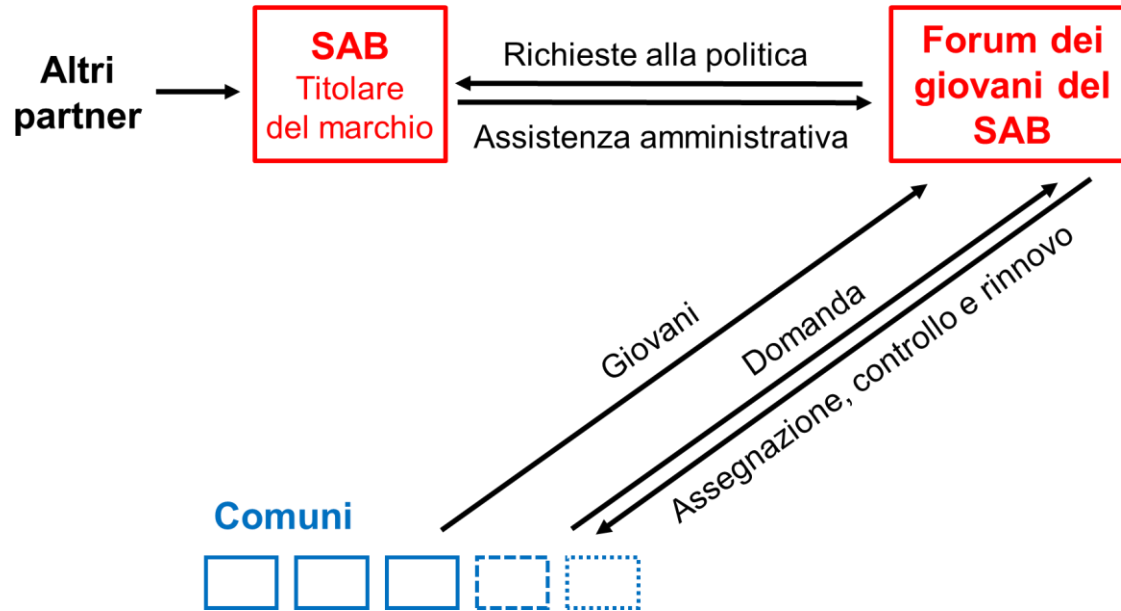 Altri
partner
SAB
Titolare
del marchio
Richieste alla politica
Assistenza amministrativa
Forum dei
giovani del
SAB
Giovani
Domanda
Assegnazione, controllo e rinnovo
Comuni